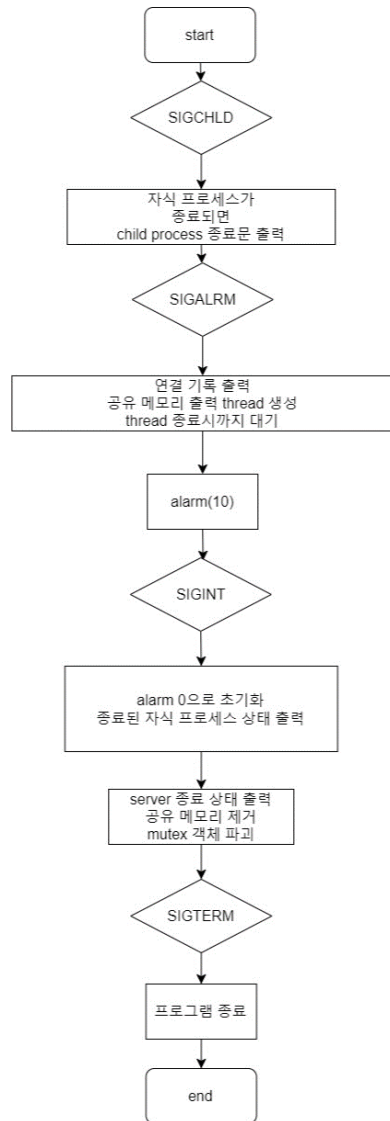 start
SIGCHLD
자식 프로세스가
종료되면
child process 종료문 출력
SIGALRM
연결 기록 출력
공유 메모리 출력 thread 생성
thread 종료시까지 대기
alarm(10)
SIGINT
alarm 0으로 초기화
종료된 자식 프로세스 상태 출력
server 종료 상태 출력
공유 메모리 제거
mutex 객체 파괴
SIGTERM
프로그램 종료
end